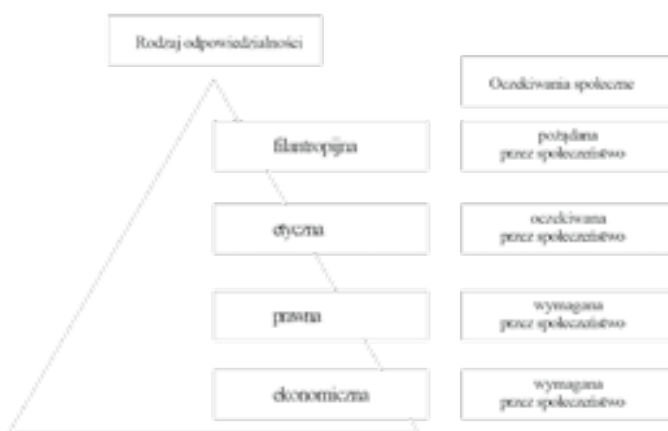 Rodzaj odpowiedzialności
Oczekiwania społeczne
filantropijna
pożądana
przez społeczeństwo
etyczna
oczekiwana
przez społeczeństwo
prawna
wymagana
przez społeczeństwo
ekonomiczna
wymagana
przez społeczeństwo